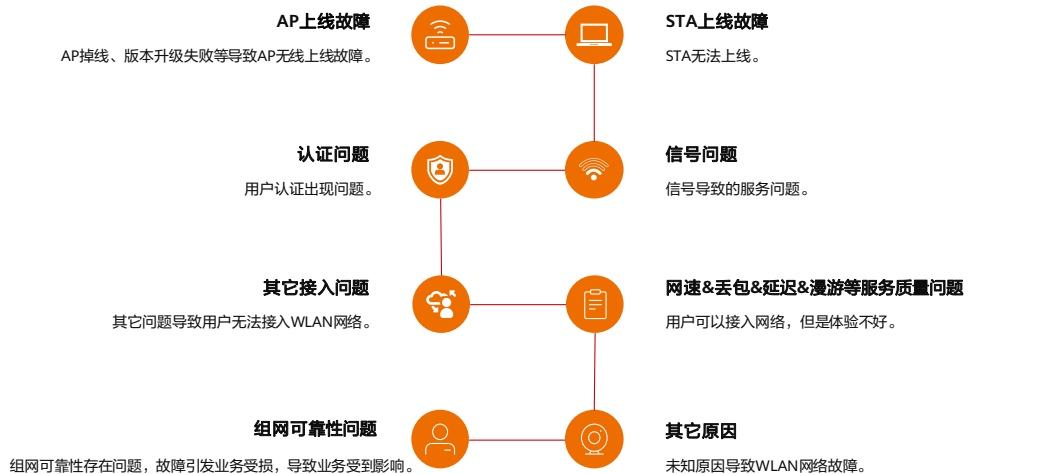 AP上线故障
AP掉线、版本升级失败等导致AP无线上线故障。
STA上线故障
STA无法上线。
认证问题
用户认证出现问题。
信号问题
信号导致的服务问题。
其它接入问题
其它问题导致用户无法接入WLAN网络。
网速&丢包&延迟&漫游等服务质量问题
用户可以接入网络，但是体验不好。
组网可靠性问题
组网可靠性存在问题，故障引发业务受损，导致业务受到影响。
其它原因
未知原因导致WLAN网络故障。